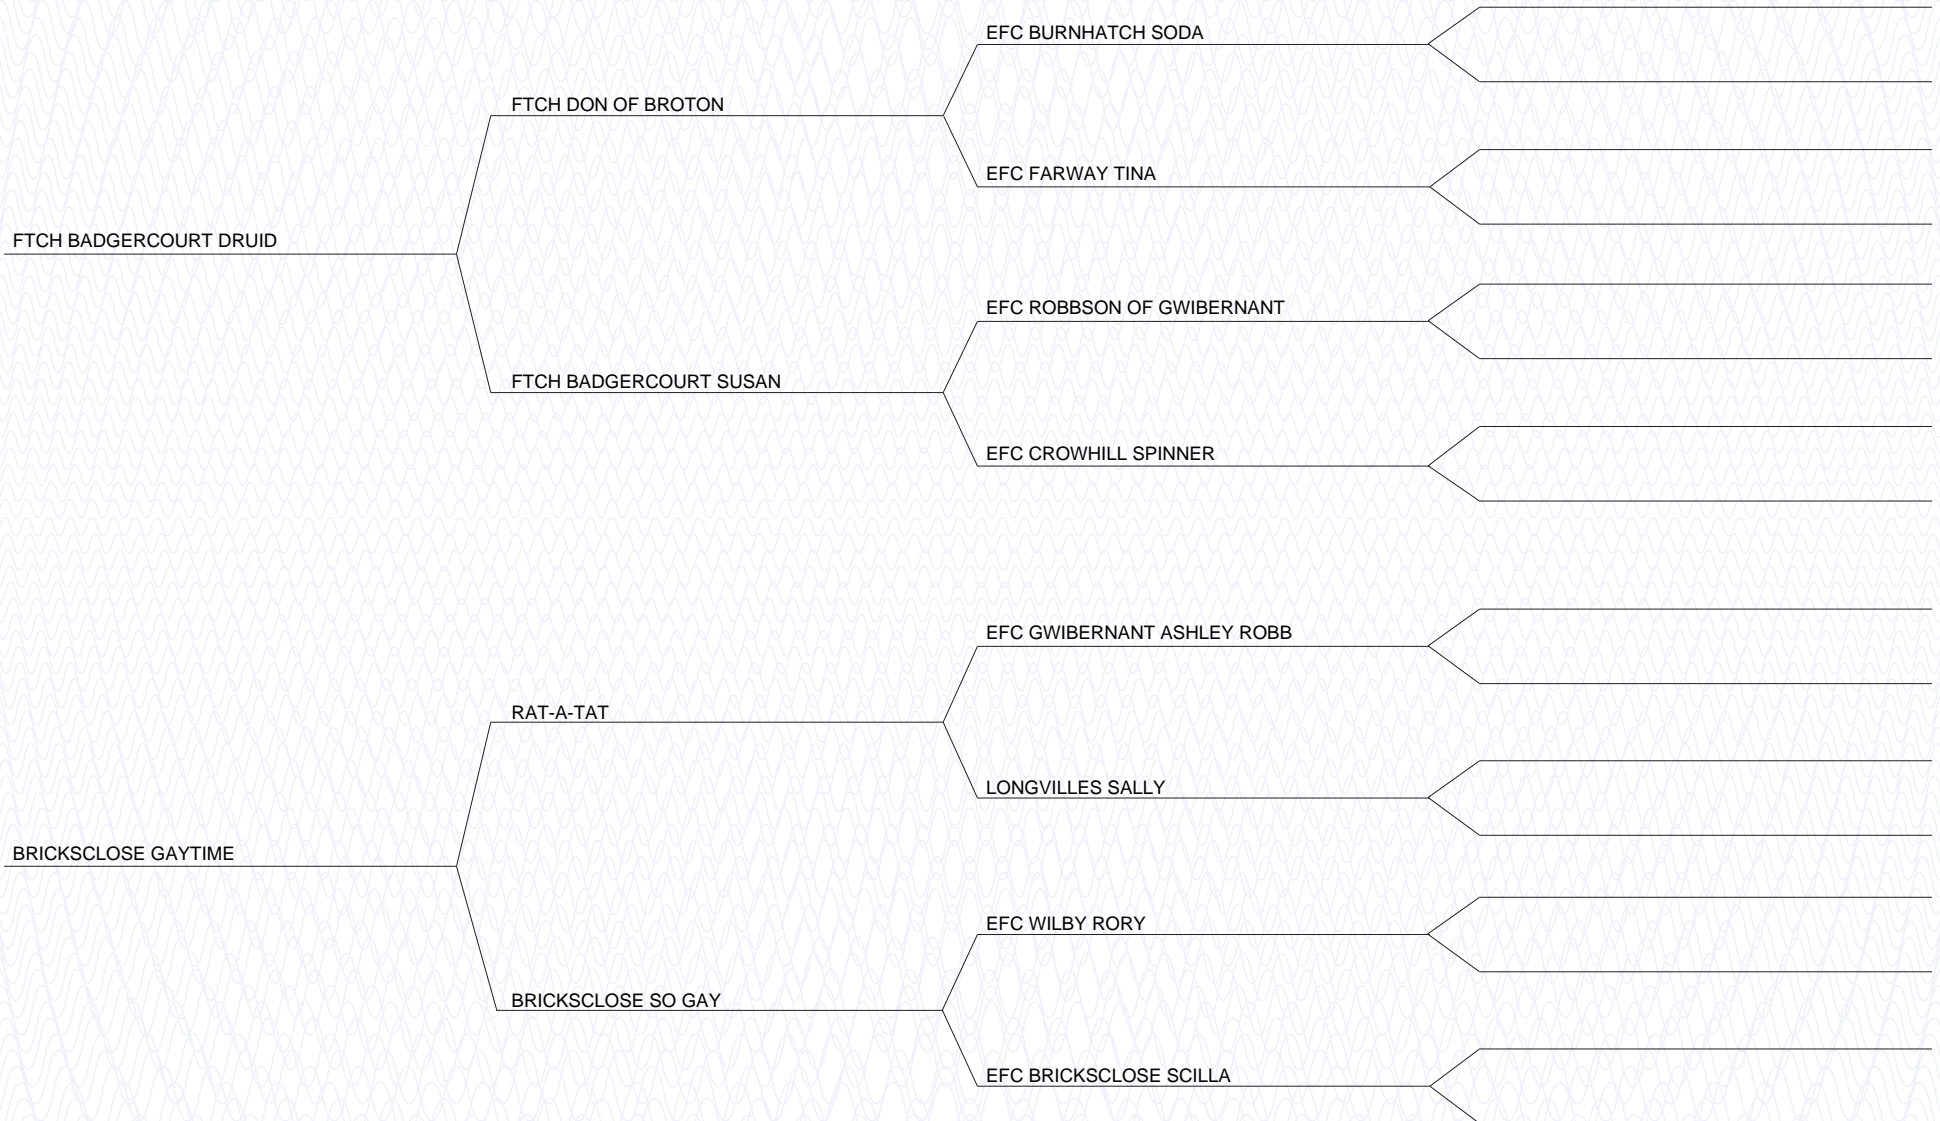 EFC BURNHATCH SODA
FTCH DON OF BROTON
EFC FARWAY TINA
FTCH BADGERCOURT DRUID
EFC ROBBSON OF GWIBERNANT
FTCH BADGERCOURT SUSAN
EFC CROWHILL SPINNER
EFC GWIBERNANT ASHLEY ROBB
RAT-A-TAT
LONGVILLES SALLY
BRICKSCLOSE GAYTIME
EFC WILBY RORY
BRICKSCLOSE SO GAY
EFC BRICKSCLOSE SCILLA